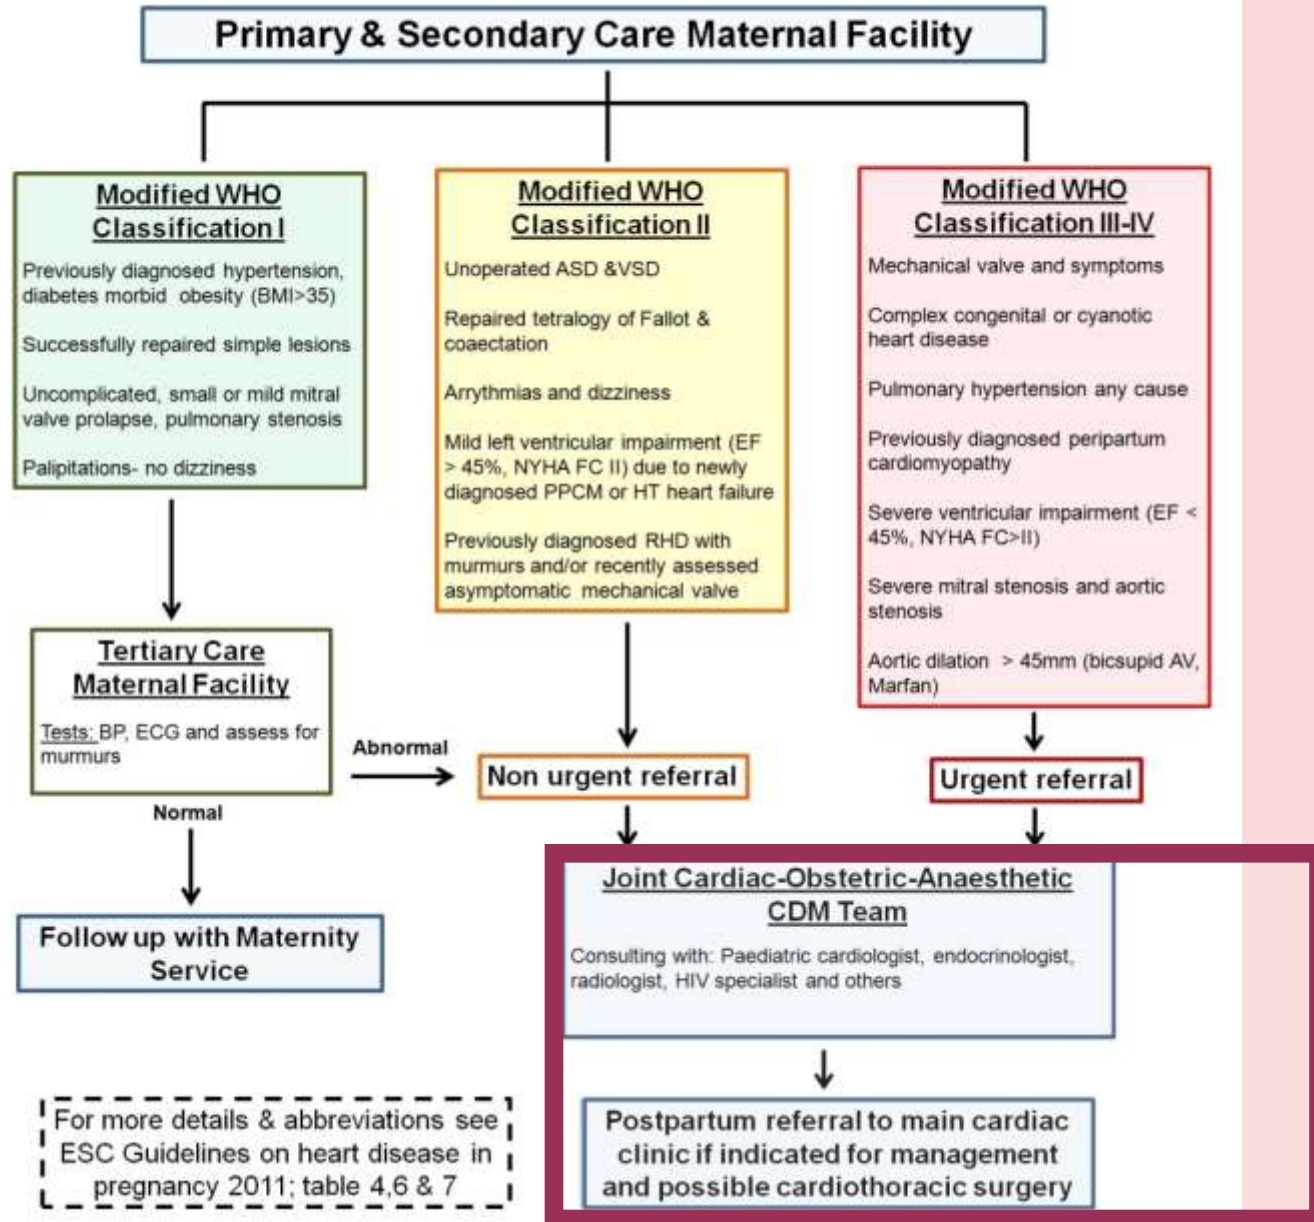 Primary & Secondary Care Maternal Facility
Modified WHO
Classification I
Previously diagnosed hypertension,
diabetes morbid obesity (BMI>35)
Successfully repaired simple lesions
Uncomplicated, small or mild mitral
valve prolapse, pulmonary stenosis
Palipitations- no dizziness
Modified WHO
Classification II
Unoperated ASD &VSD
Repaired tetralogy of Fallot &
coaectation
Arrythmias and dizziness
Mild left ventricular impairment (EF
> 45%, NYHA FC II) due to newly
diagnosed PPCM or HT heart failure
Previously diagnosed RHD with
murmurs and/or recently assessed
asymptomatic mechanical valve
Modified WHO
Classification III-IV
Mechanical valve and symptoms
Complex congenital or cyanotic
heart disease
Pulmonary hypertension any cause
Previously diagnosed peripartum
cardiomyopathy
Severe ventricular impairment (EF <
45%, NYHA FC>II)
Severe mitral stenosis and aortic
stenosis
Aortic dilation > 45mm (bicsupid AV,
Marfan)
Tertiary Care
Maternal Facility
Tests: BP, ECG and assess for
murmurs
Abnormal
Normal
Non urgent referral
Urgent referral
Follow up with Maternity
Service
Joint Cardiac-Obstetric-Anaesthetic
CDM Team
Consulting with: Paediatric cardiologist, endocrinologist,
radiologist, HIV specialist and others
Postpartum referral to main cardiac
clinic if indicated for management
and possible cardiothoracic surgery
For more details & abbreviations see
ESC Guidelines on heart disease in
pregnancy 2011; table 4,6 & 7